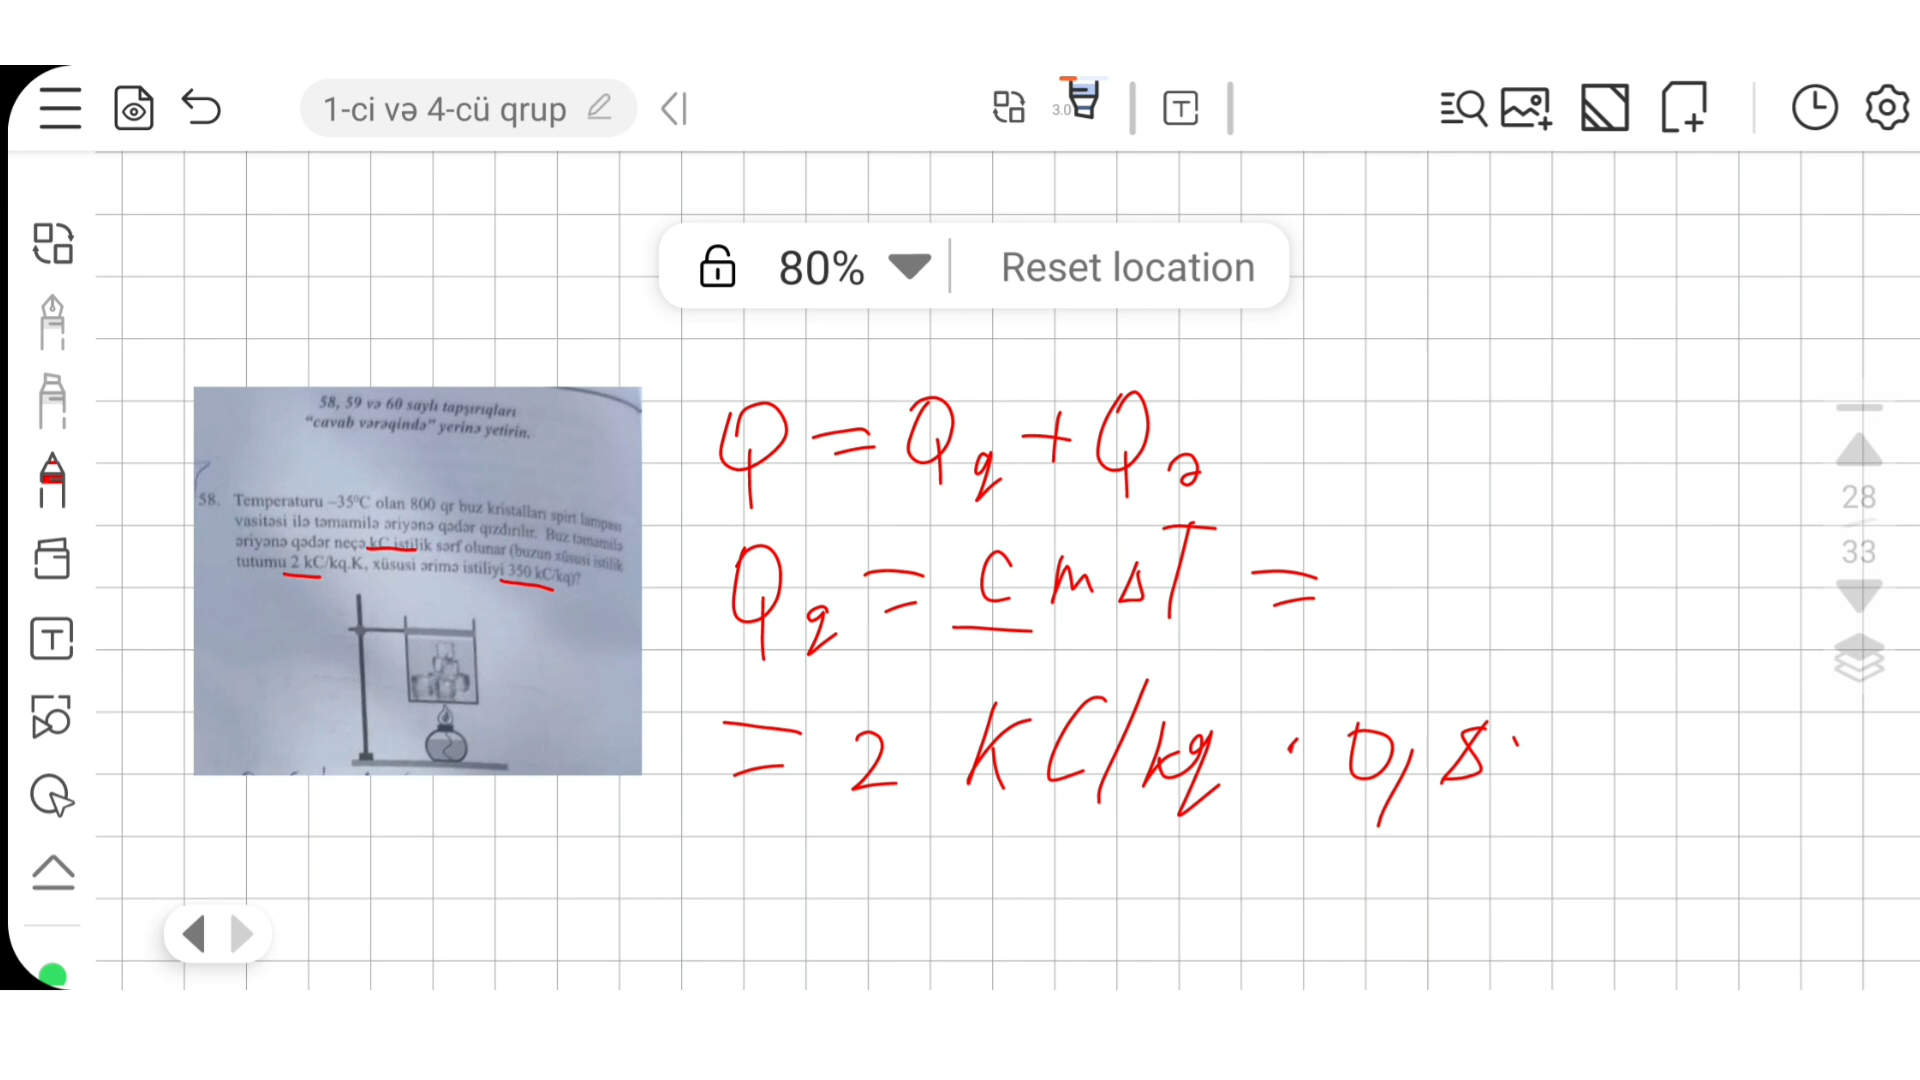 1-ci və 4-cü qrup
3.0
80% Reset location
58, 59 və 60 saylı tapşırıqları
“cavab vərəqində” yerinə yetirin.
58. Temperaturu –35°C olan 800 qr buz kristalları spirt lampası
vasitəsi ilə tamamilə əriyənə qədər qızdırılır. Buz tamamilə
əriyənə qədər neçə kC istilik sərf olunar (buzun xüsusi istilik
tutumu 2 kC/kq.K, xüsusi ərimə istiliyi 350 kC/kq)?
Q = Qq + Qə
Qq = c m ΔT =
= 2 KC/kq · 0,8 ·
28
33